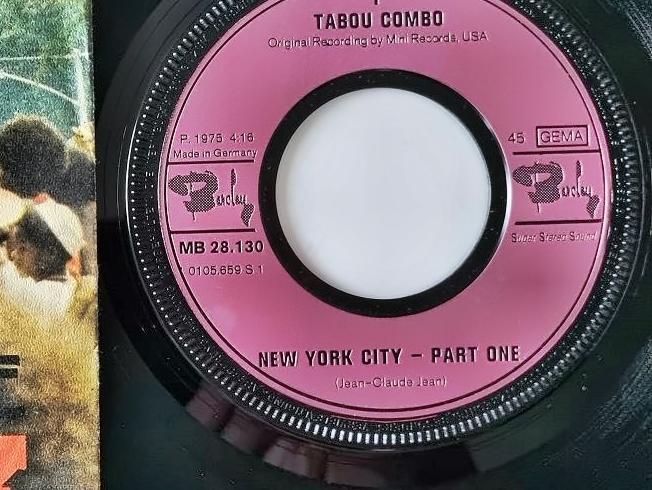 TABOU COMBO
Original Recording by Mini Records, USA
P. 1975 4:16
Made in Germany
45 GEMA
Barclay
Barclay
MB 28.130
Super Stereo Sound
0105.659 S 1
NEW YORK CITY – PART ONE
(Jean-Claude Jean)